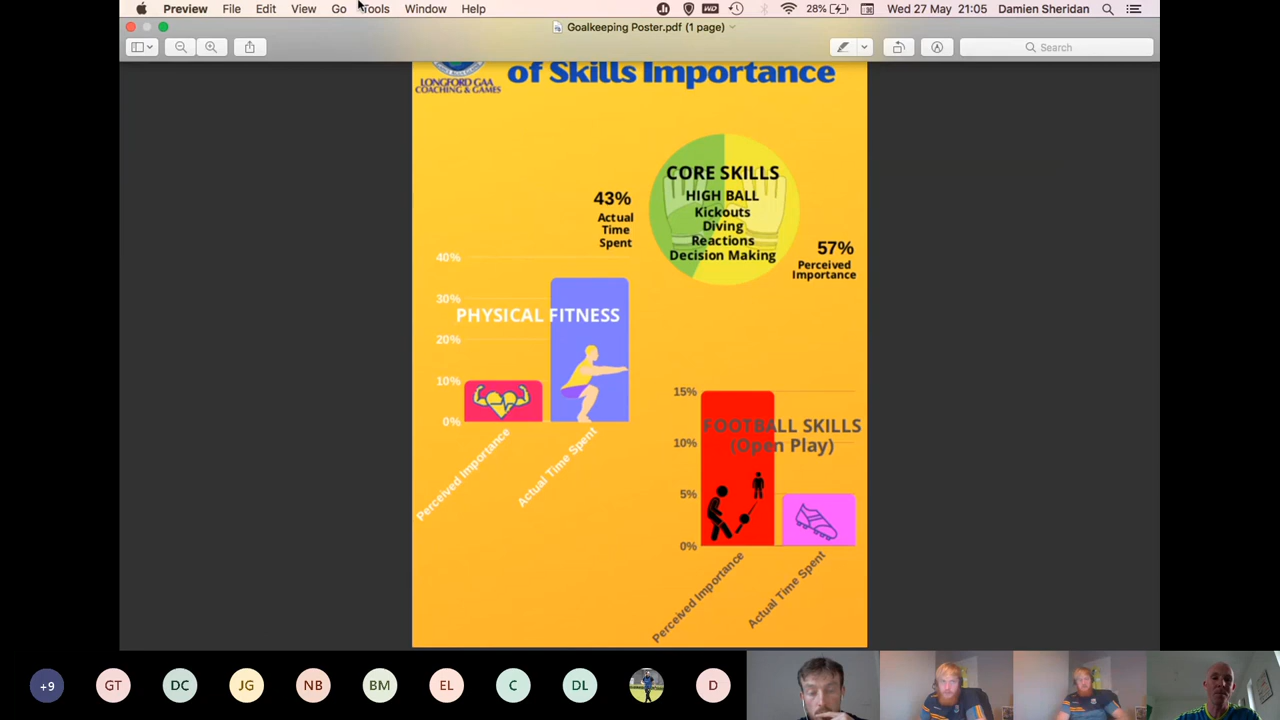 Preview File Edit View Go Tools Window Help
28% Wed 27 May 21:05 Damien Sheridan
Goalkeeping Poster.pdf (1 page)
Search
LONGFORD GAA
COACHING & GAMES
of Skills Importance
CORE SKILLS
HIGH BALL
Kickouts
Diving
Reactions
Decision Making
43%
Actual
Time
Spent
57%
Perceived
Importance
40%
30%
20%
10%
0%
PHYSICAL FITNESS
Perceived Importance
Actual Time Spent
15%
10%
5%
0%
FOOTBALL SKILLS
(Open Play)
Perceived Importance
Actual Time Spent
+9 GT DC JG NB BM EL C DL D